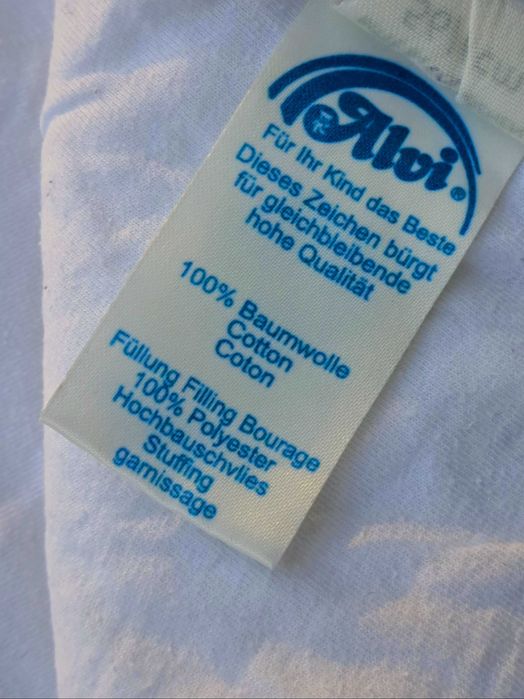 Alvi®
Für Ihr Kind das Beste
Dieses Zeichen bürgt
für gleichbleibende
hohe Qualität
100% Baumwolle
Cotton
Coton
Füllung Filling Bourage
100% Polyester
Hochbauschvlies
Stuffing
garnissage